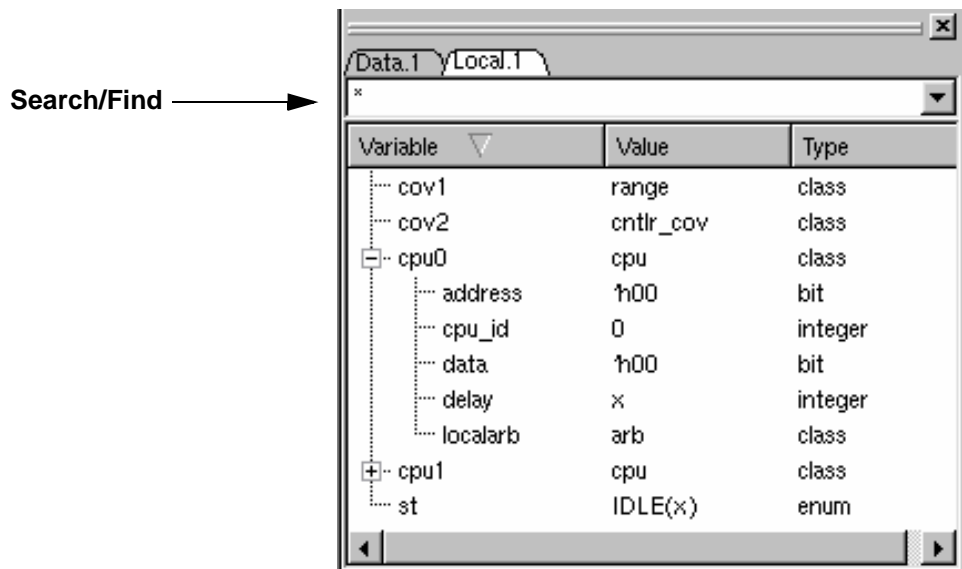 Data.1 Local.1
Search/Find
*
Variable Value Type
cov1 range class
cov2 cntlr_cov class
cpu0 cpu class
address 'h00 bit
cpu_id 0 integer
data 'h00 bit
delay x integer
localarb arb class
cpu1 cpu class
st IDLE(x) enum